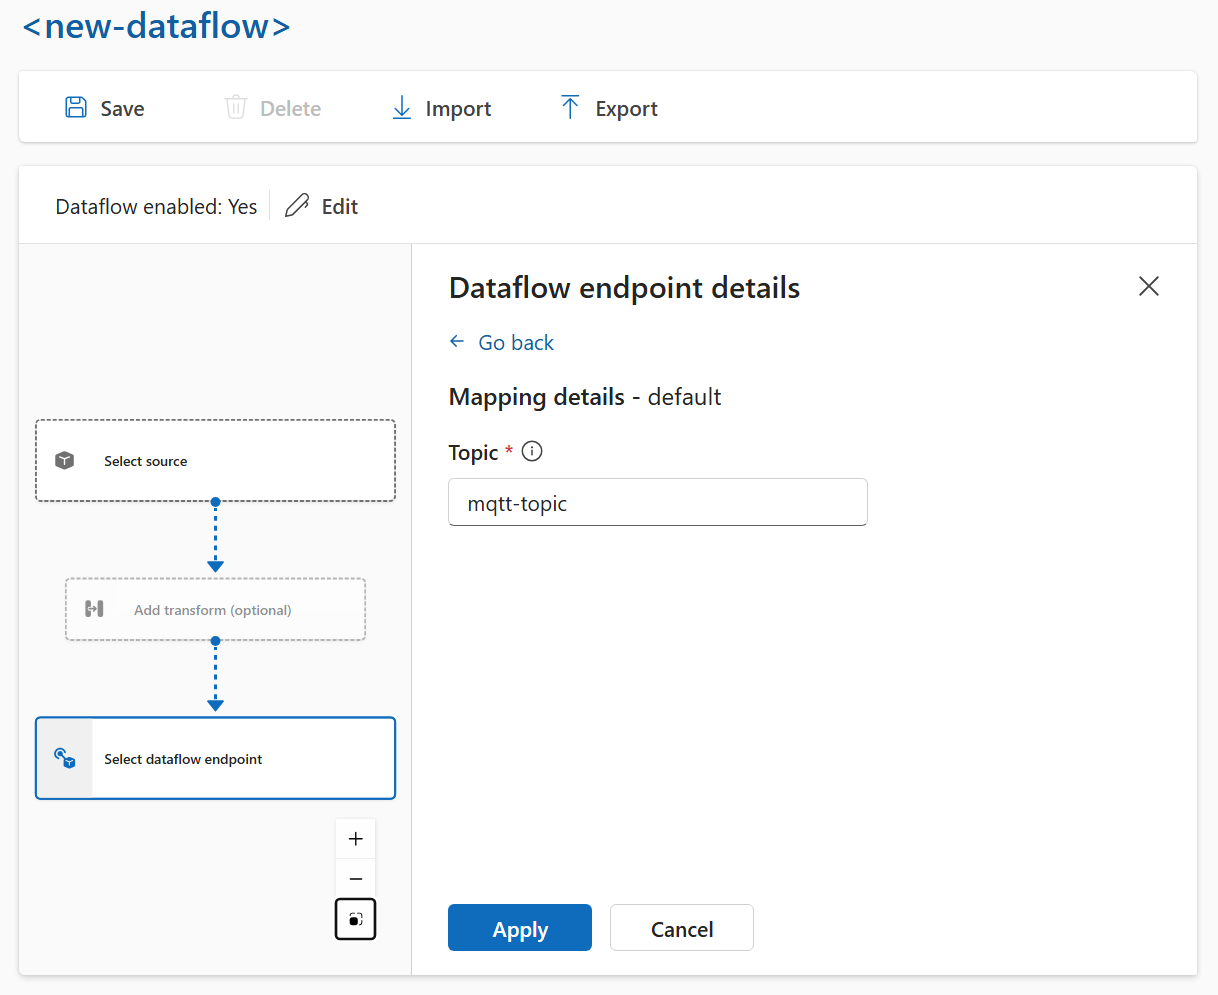 <new-dataflow>
Save Delete Import Export
Dataflow enabled: Yes Edit
Select source
Add transform (optional)
Select dataflow endpoint
Dataflow endpoint details
Go back
Mapping details - default
Topic *
mqtt-topic
Apply Cancel